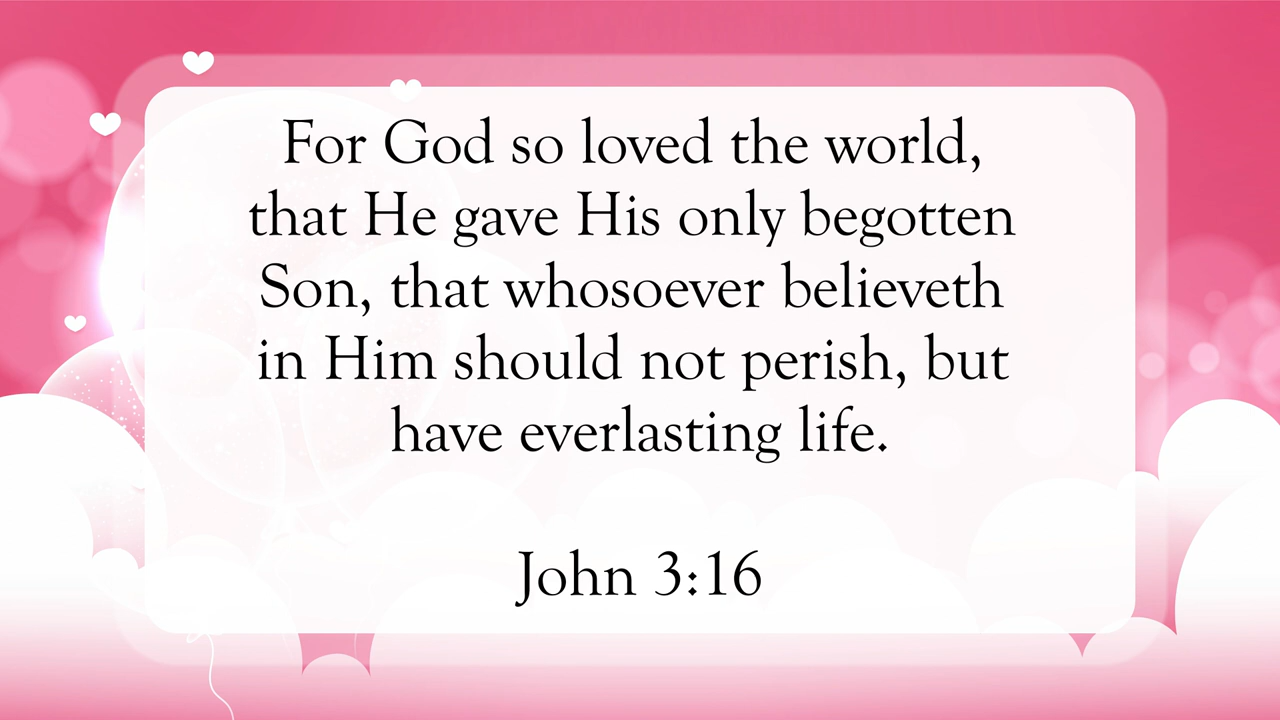 For God so loved the world,
that He gave His only begotten
Son, that whosoever believeth
in Him should not perish, but
have everlasting life.
John 3:16